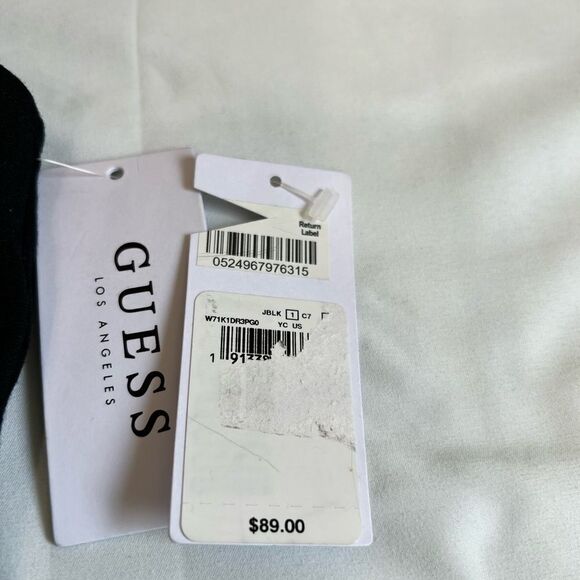 GUESS
LOS ANGELES
Return
Label
0524967976315
JBLK 1 C7
W71K1DR3PG0 YC US
$89.00